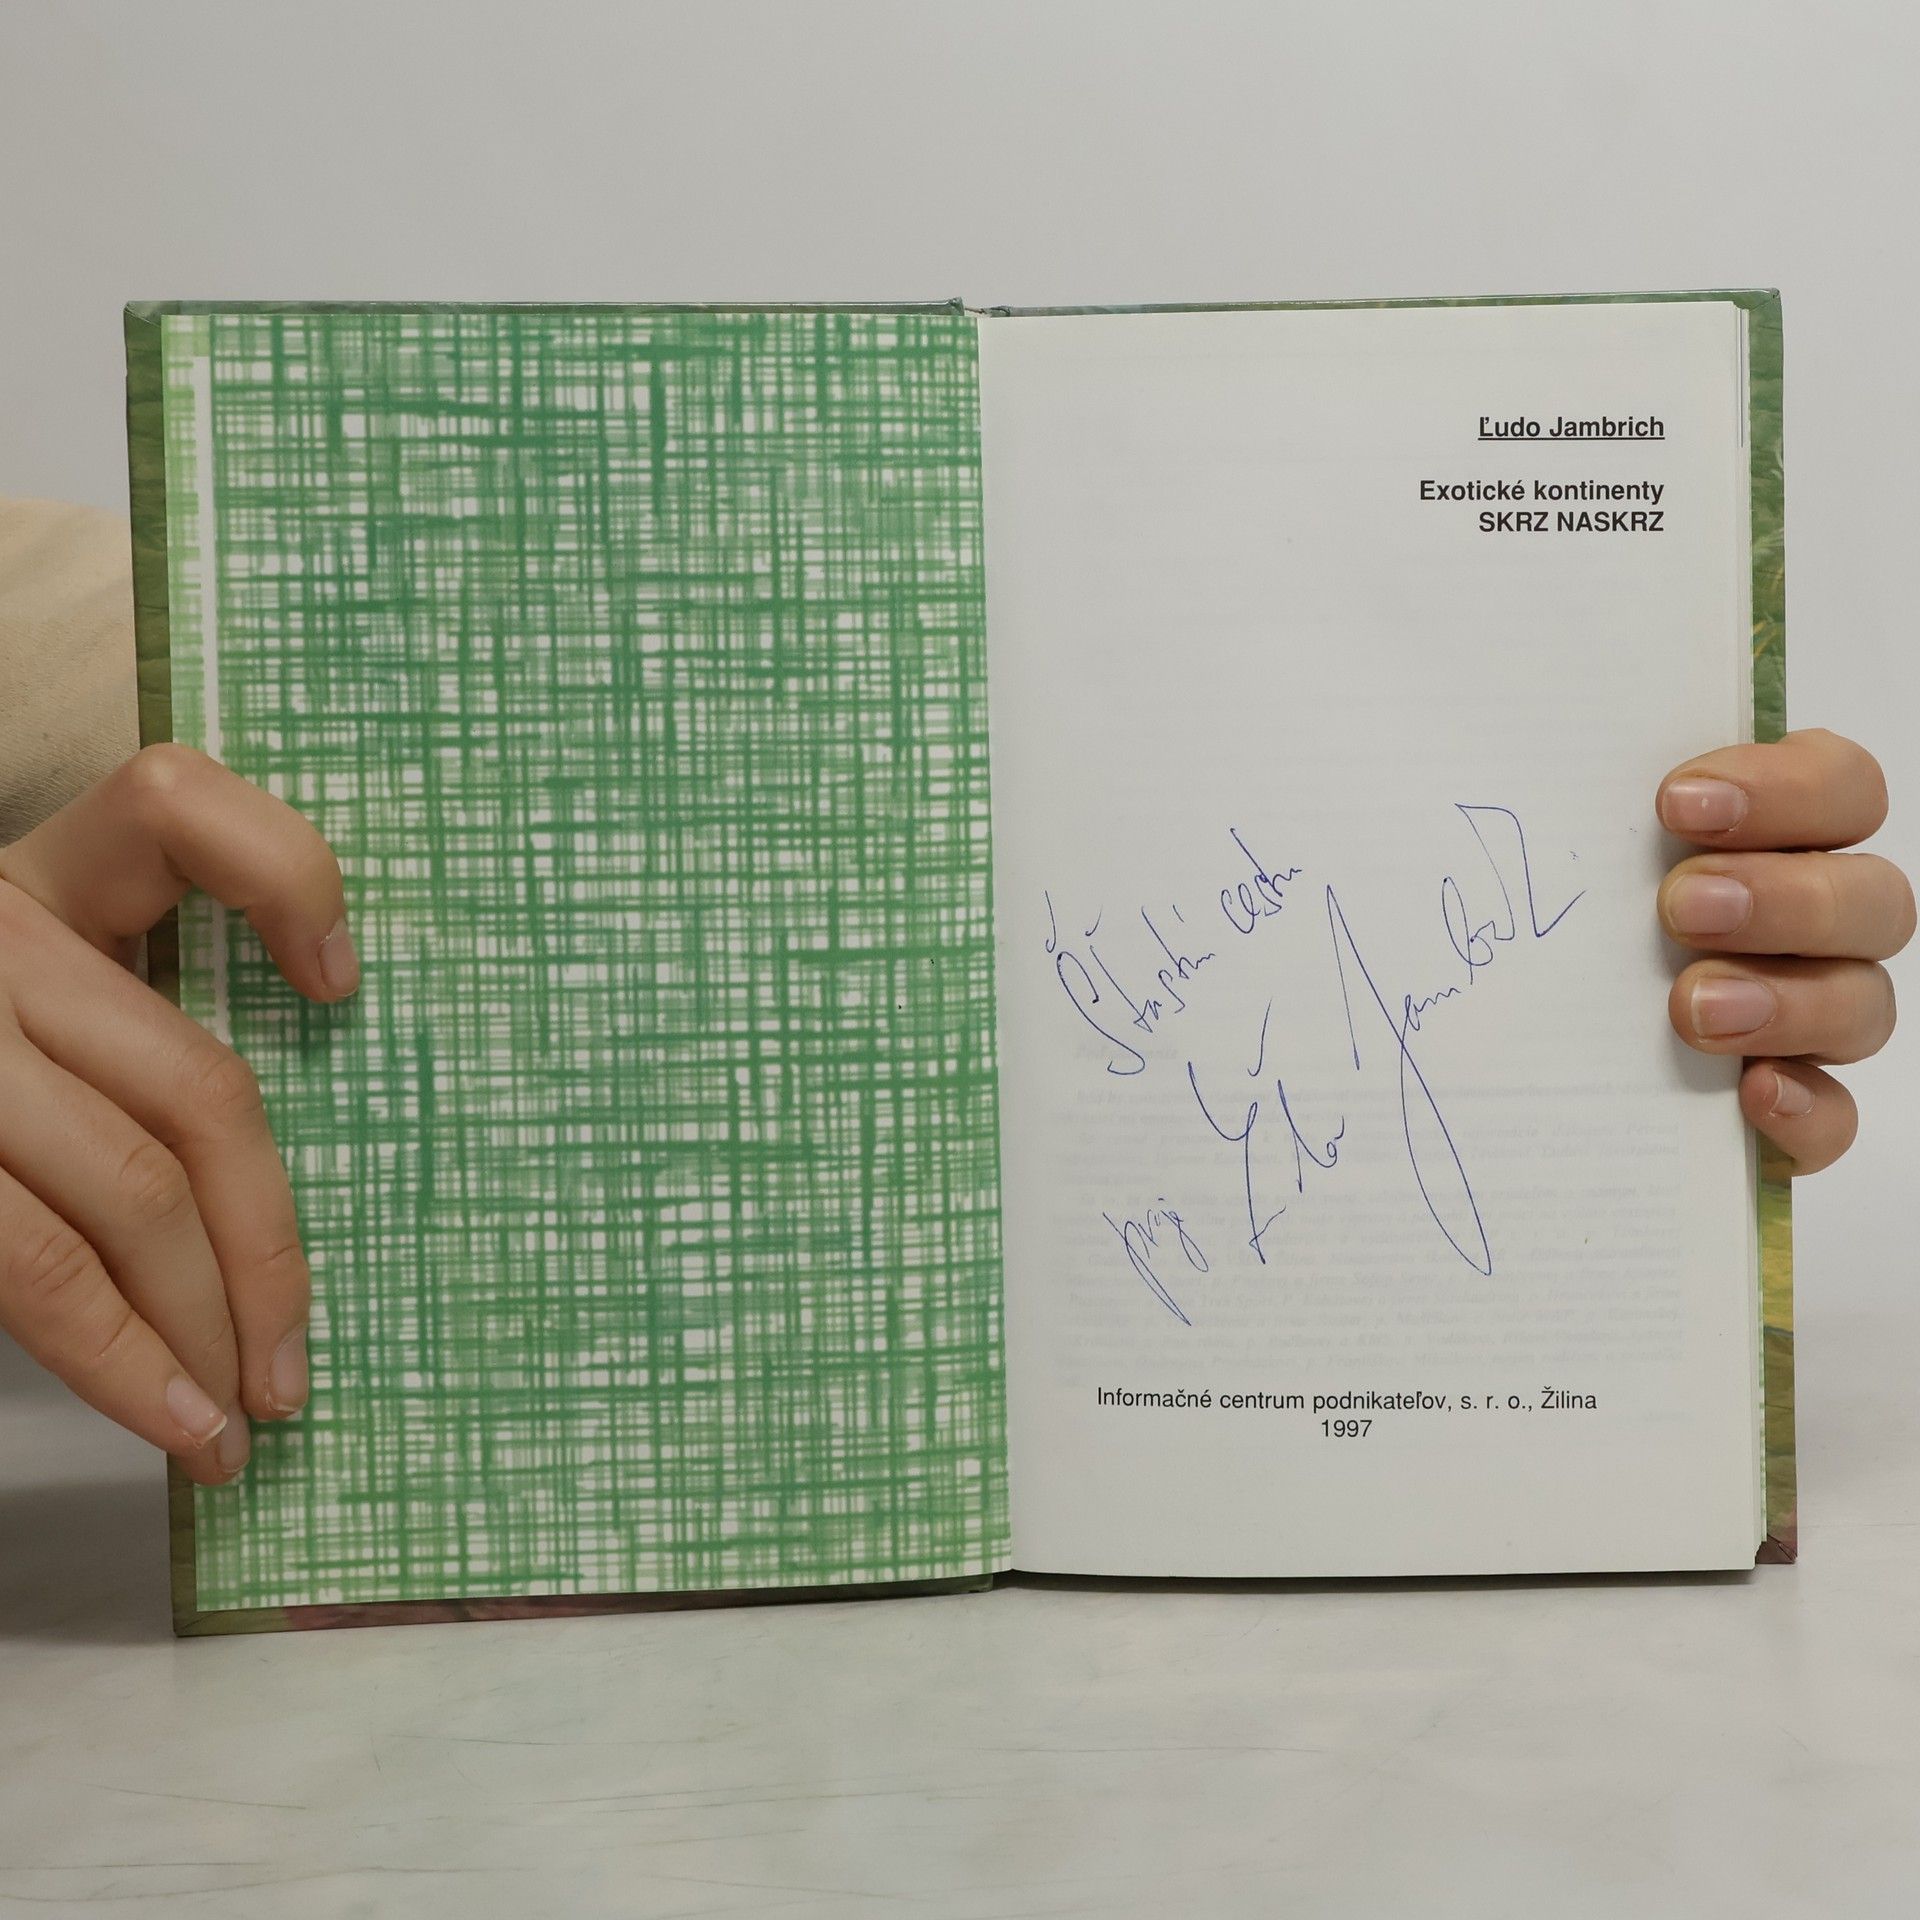 Ľudo Jambrich
Exotické kontinenty
SKRZ NASKRZ
Šťastnú cestu
praje Ľudo Jambrich
Informačné centrum podnikateľov, s. r. o., Žilina
1997